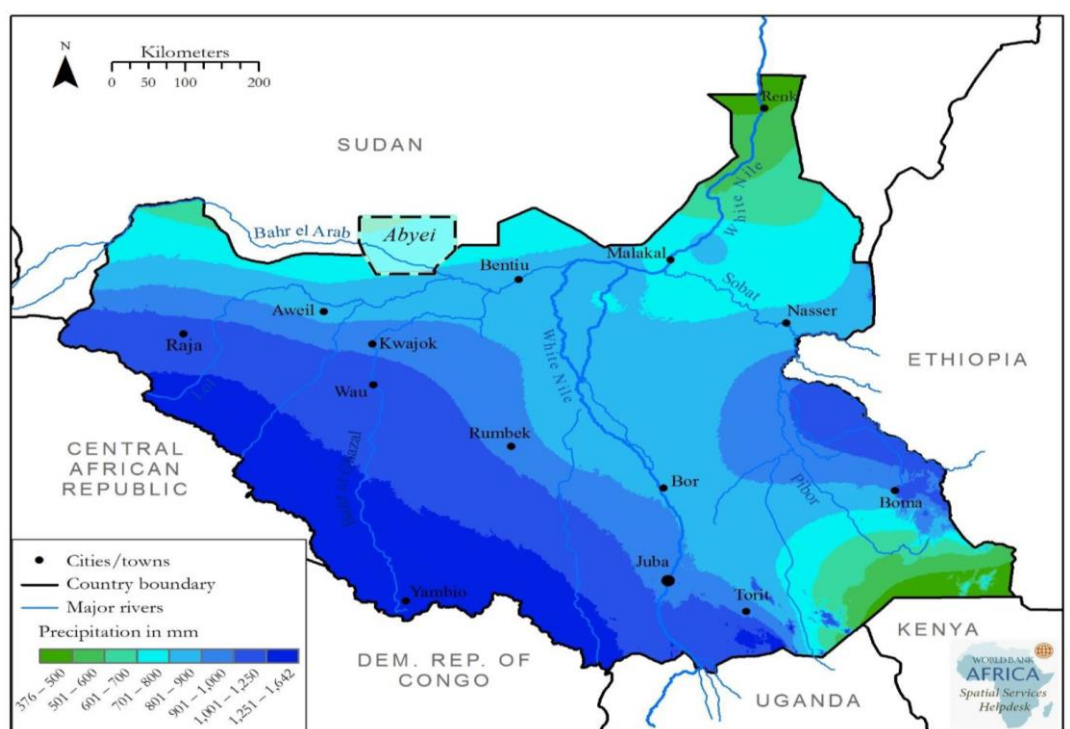 N
Kilometers
0 50 100 200
SUDAN
Renk
White Nile
Bahr el Arab
Abyei
Malakal
Bentiu
Sobat
Nasser
Aweil
Raja
Kwajok
ETHIOPIA
White Nile
Lol
Wau
Rumbek
CENTRAL
AFRICAN
REPUBLIC
Bor
Pibor
Boma
Juba
Yambio
Torit
KENYA
DEM. REP. OF
CONGO
UGANDA
Cities/towns
Country boundary
Major rivers
Precipitation in mm
376 – 500
501 – 600
601 – 700
701 – 800
801 – 900
901 – 1,000
1,001 – 1,250
1,251 – 1,642
WORLD BANK
AFRICA
Spatial Services
Helpdesk